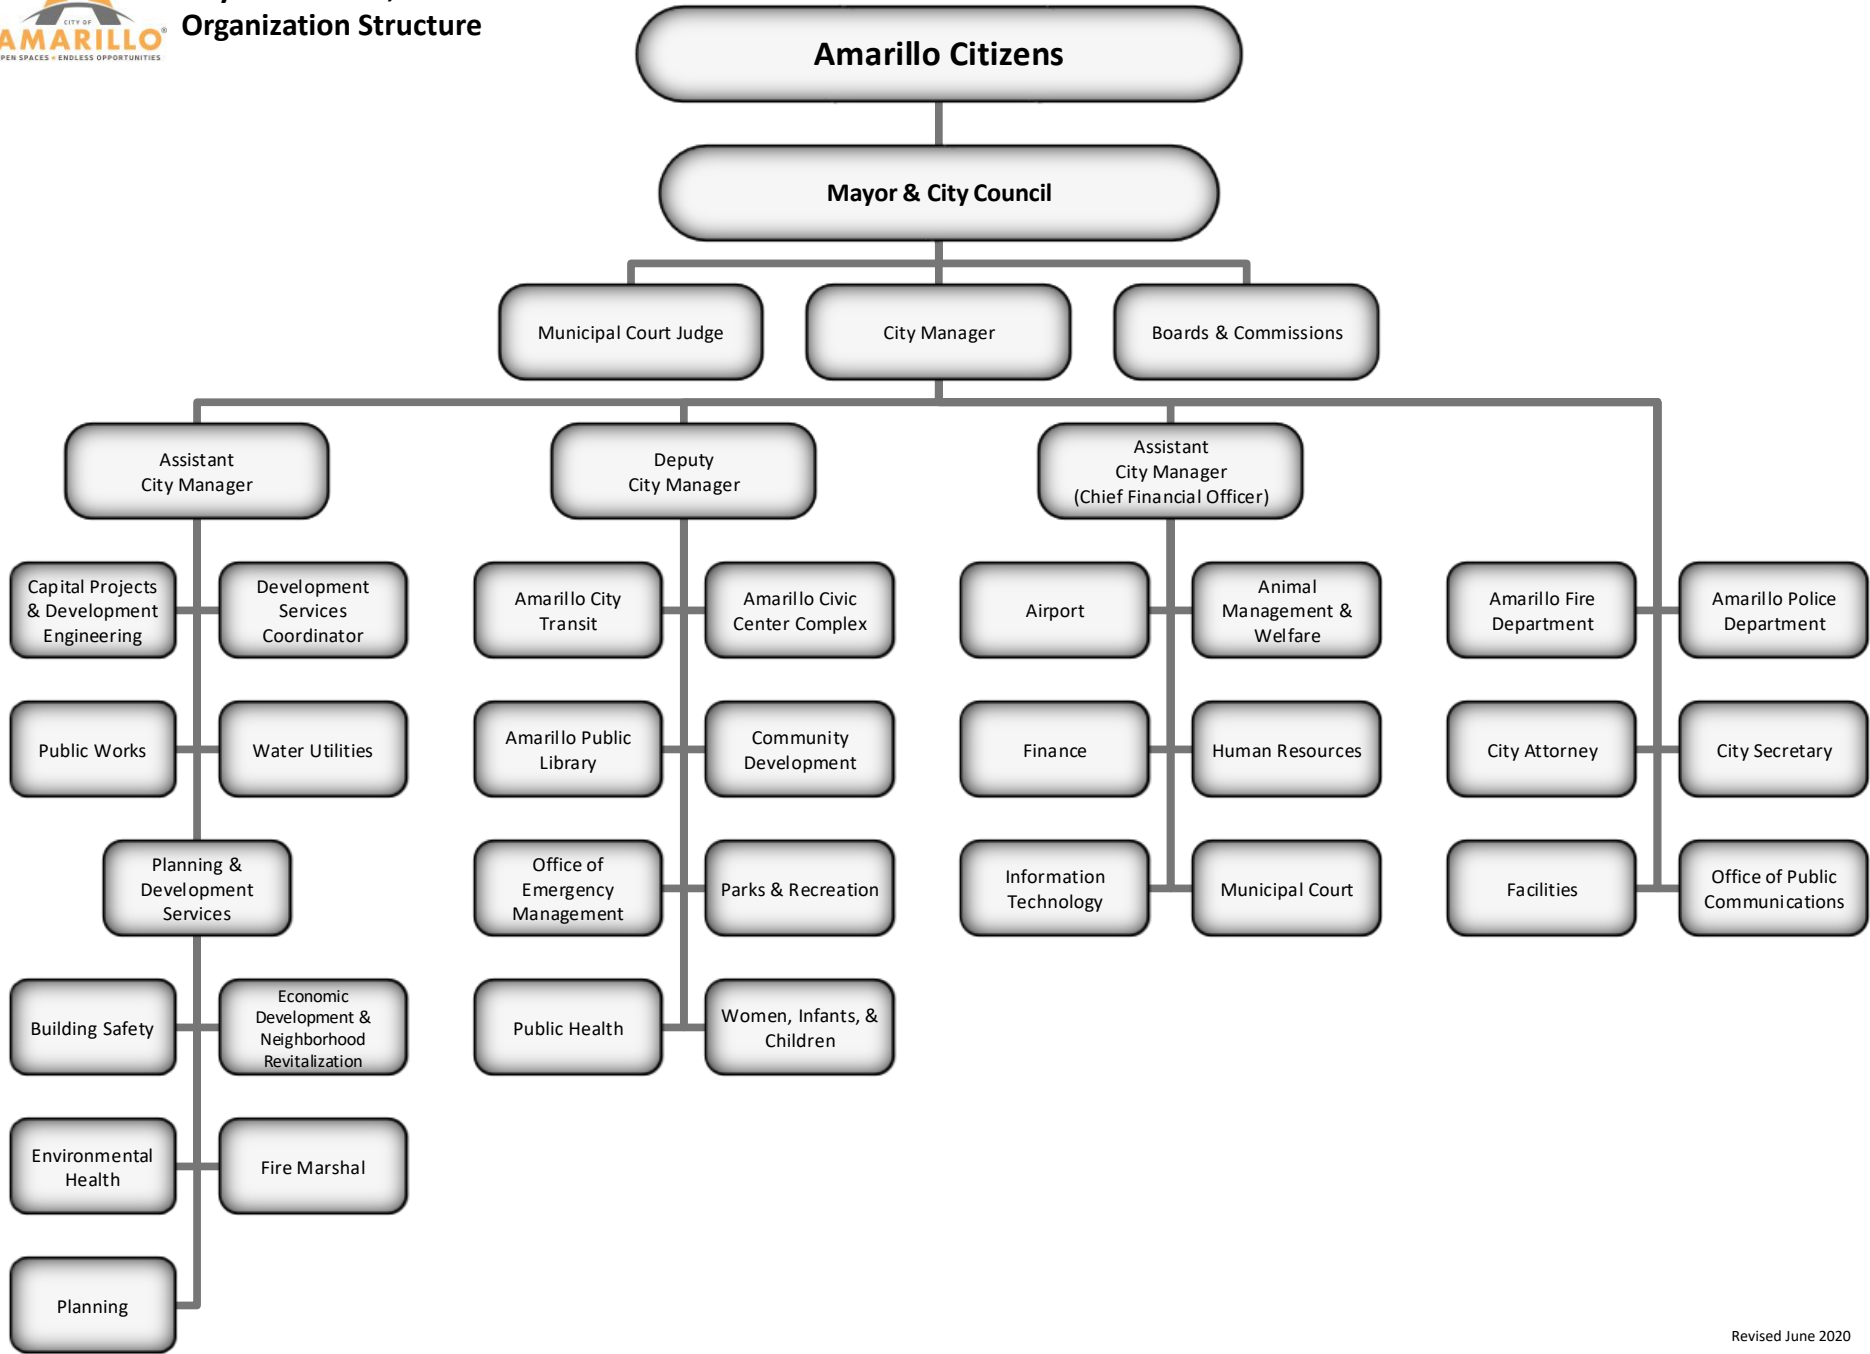 CITY OF
AMARILLO®
ENDLESS OPPORTUNITIES
Organization Structure
Amarillo Citizens
Mayor & City Council
Municipal Court Judge
City Manager
Boards & Commissions
Assistant
City Manager
Deputy
City Manager
Assistant
City Manager
(Chief Financial Officer)
Capital Projects
& Development
Engineering
Development
Services
Coordinator
Amarillo City
Transit
Amarillo Civic
Center Complex
Airport
Animal
Management &
Welfare
Amarillo Fire
Department
Amarillo Police
Department
Public Works
Water Utilities
Amarillo Public
Library
Community
Development
Finance
Human Resources
City Attorney
City Secretary
Planning &
Development
Services
Office of
Emergency
Management
Parks & Recreation
Information
Technology
Municipal Court
Facilities
Office of Public
Communications
Building Safety
Economic
Development &
Neighborhood
Revitalization
Public Health
Women, Infants, &
Children
Environmental
Health
Fire Marshal
Planning
Revised June 2020